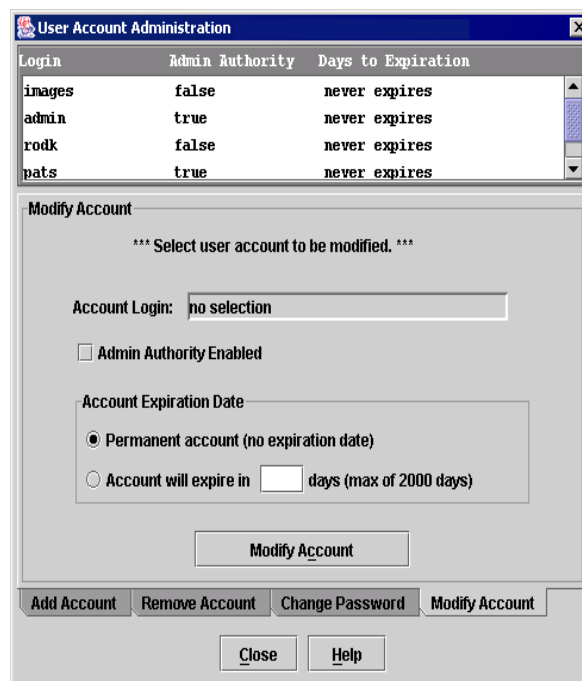 User Account Administration
Login Admin Authority Days to Expiration
images false never expires
admin true never expires
rodk false never expires
pats true never expires
Modify Account
*** Select user account to be modified. ***
Account Login: no selection
Admin Authority Enabled
Account Expiration Date
Permanent account (no expiration date)
Account will expire in days (max of 2000 days)
Modify Account
Add Account Remove Account Change Password Modify Account
Close Help